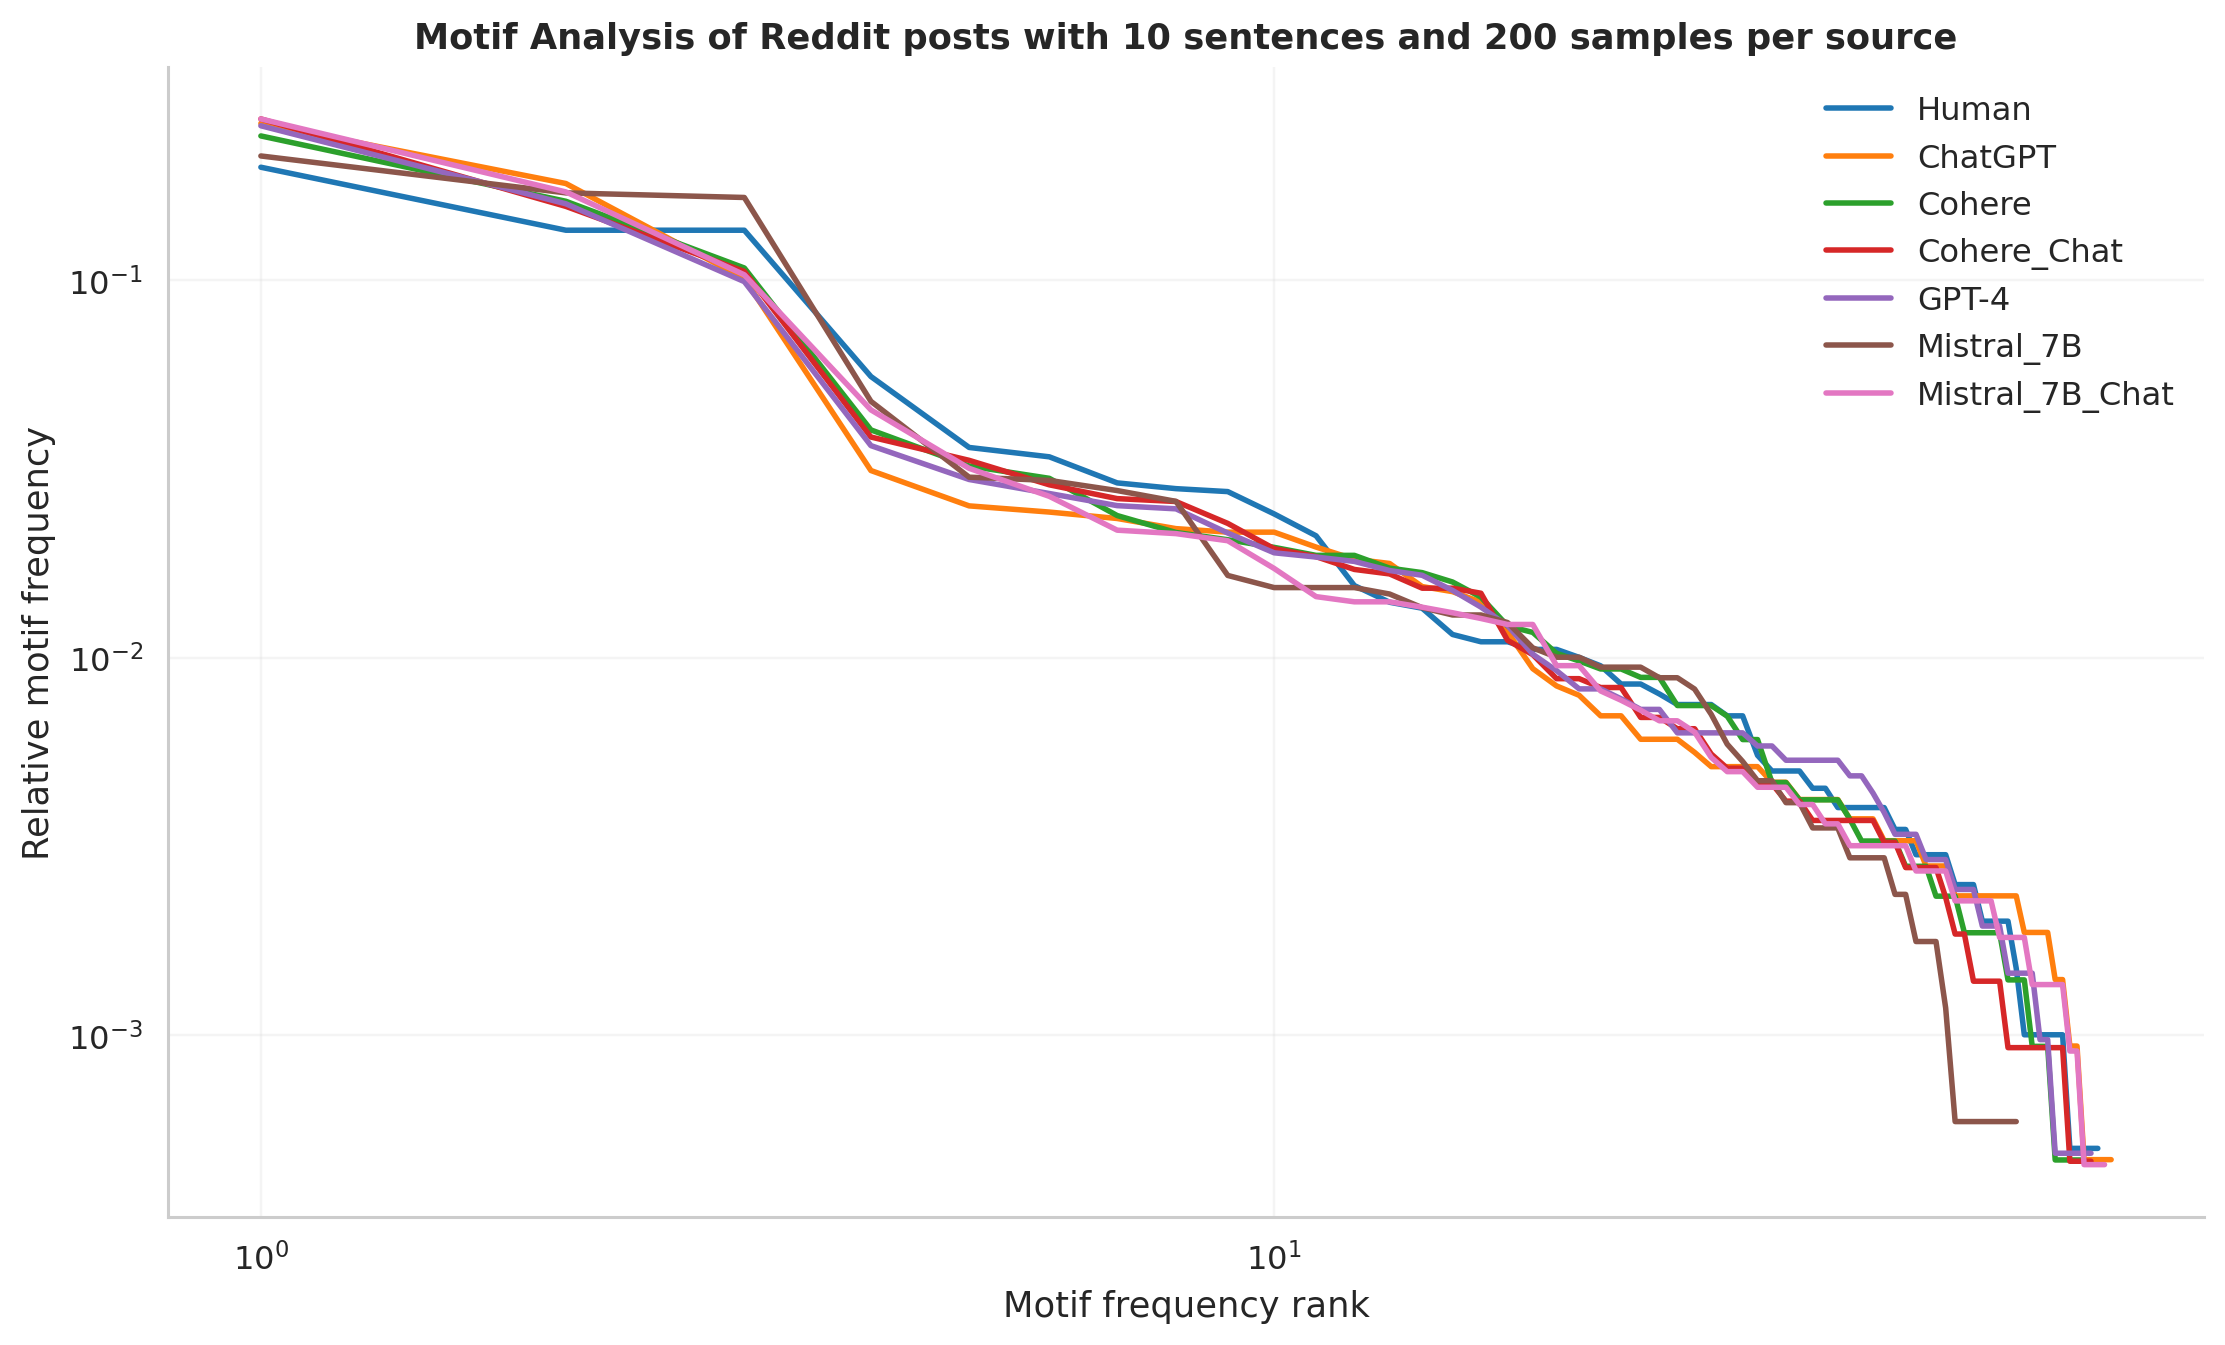 Motif Analysis of Reddit posts with 10 sentences and 200 samples per source
Human
ChatGPT
Cohere
Cohere_Chat
GPT-4
Mistral_7B
Mistral_7B_Chat
Relative motif frequency
10⁻¹
10⁻²
10⁻³
10⁰
10¹
Motif frequency rank